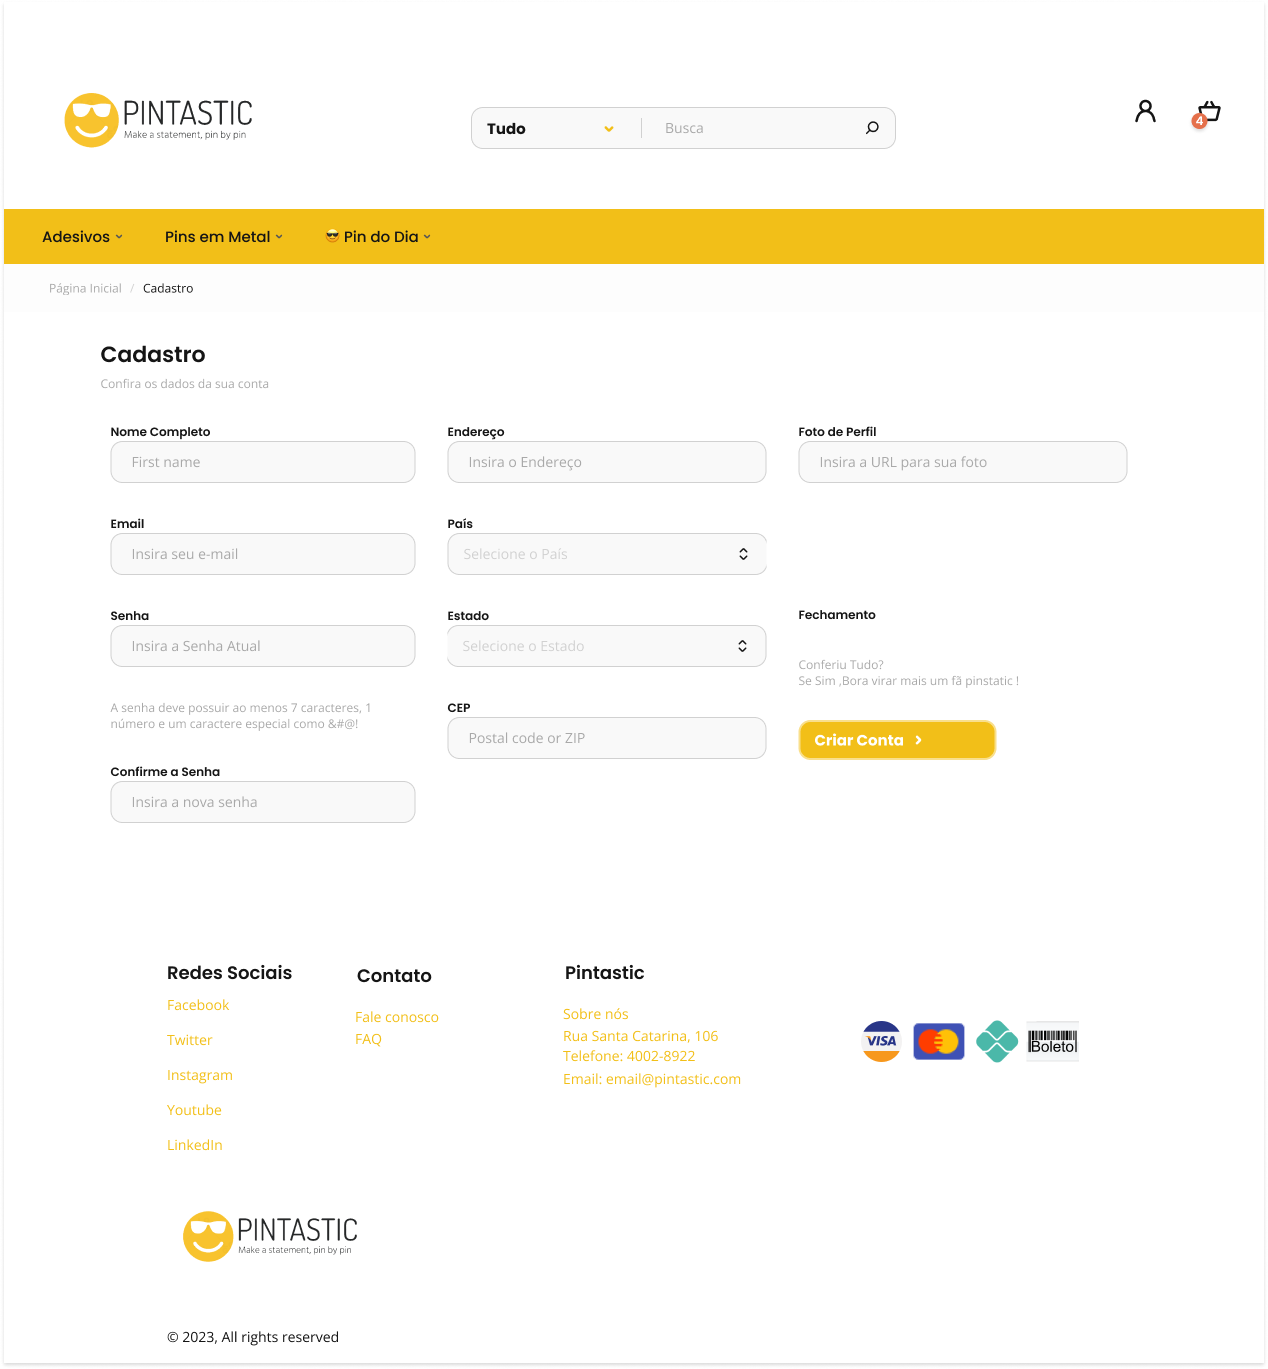 PINTASTIC
Make a statement, pin by pin
Tudo
Busca
4
Adesivos
Pins em Metal
😎 Pin do Dia
Página Inicial / Cadastro
Cadastro
Confira os dados da sua conta
Nome Completo
First name
Endereço
Insira o Endereço
Foto de Perfil
Insira a URL para sua foto
Email
Insira seu e-mail
País
Selecione o País
Senha
Insira a Senha Atual
Estado
Selecione o Estado
Fechamento
Conferiu Tudo?
Se Sim ,Bora virar mais um fã pinstatic !
A senha deve possuir ao menos 7 caracteres, 1
número e um caractere especial como &#@!
CEP
Postal code or ZIP
Criar Conta
Confirme a Senha
Insira a nova senha
Redes Sociais
Facebook
Twitter
Instagram
Youtube
LinkedIn
Contato
Fale conosco
FAQ
Pintastic
Sobre nós
Rua Santa Catarina, 106
Telefone: 4002-8922
Email: email@pintastic.com
VISA
Boleto
PINTASTIC
Make a statement, pin by pin
© 2023, All rights reserved